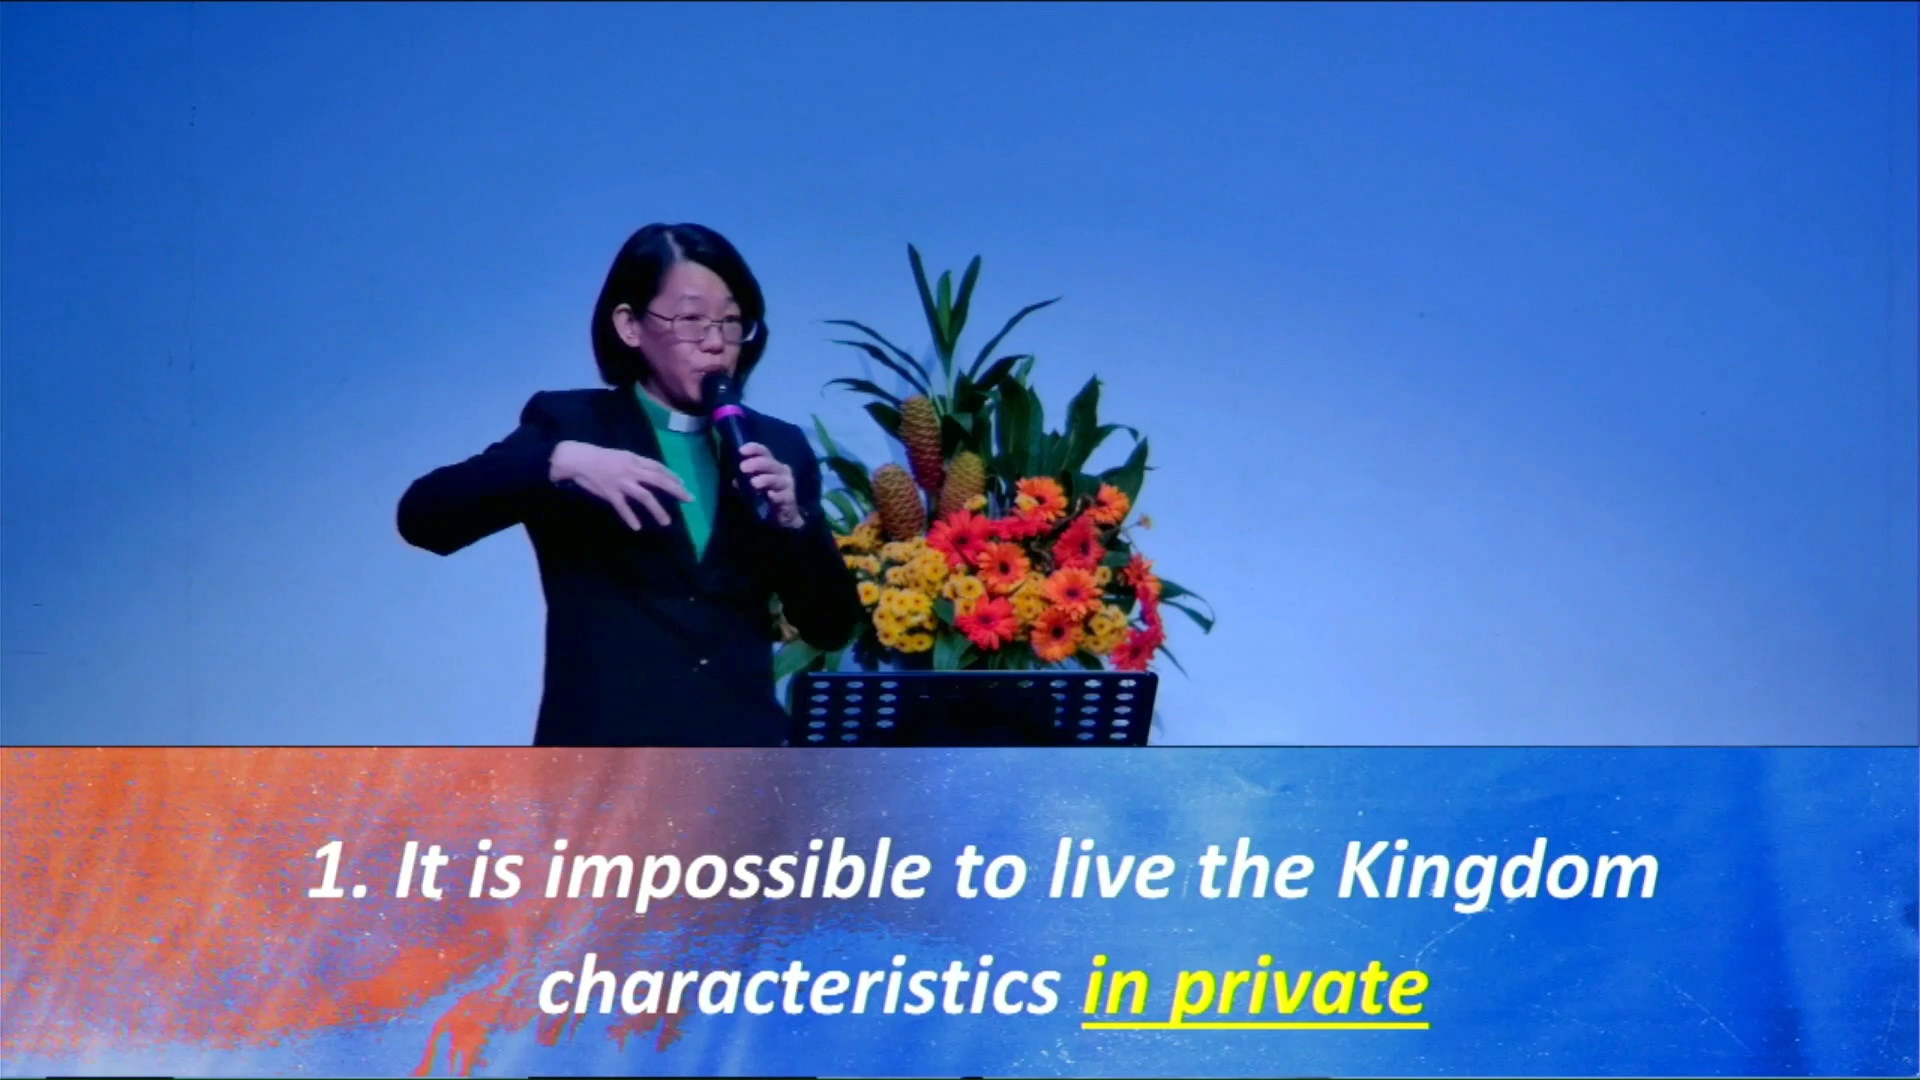 1. It is impossible to live the Kingdom
characteristics in private